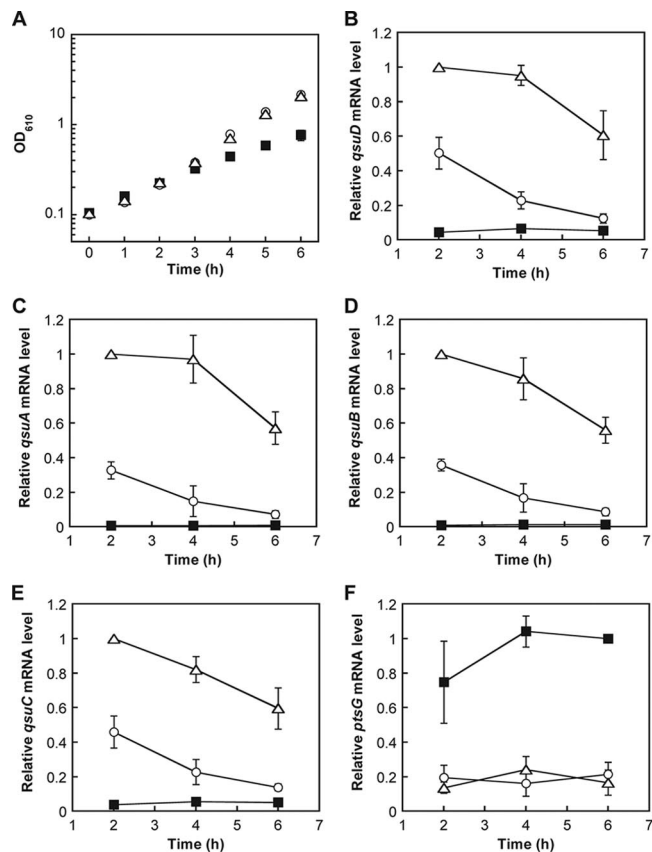 A
10
1
0.1
OD610
0 1 2 3 4 5 6
Time (h)
B
1.2
1
0.8
0.6
0.4
0.2
0
Relative qsuD mRNA level
1 2 3 4 5 6 7
Time (h)
C
1.2
1
0.8
0.6
0.4
0.2
0
Relative qsuA mRNA level
1 2 3 4 5 6 7
Time (h)
D
1.2
1
0.8
0.6
0.4
0.2
0
Relative qsuB mRNA level
1 2 3 4 5 6 7
Time (h)
E
1.2
1
0.8
0.6
0.4
0.2
0
Relative qsuC mRNA level
1 2 3 4 5 6 7
Time (h)
F
1.2
1
0.8
0.6
0.4
0.2
0
Relative ptsG mRNA level
1 2 3 4 5 6 7
Time (h)